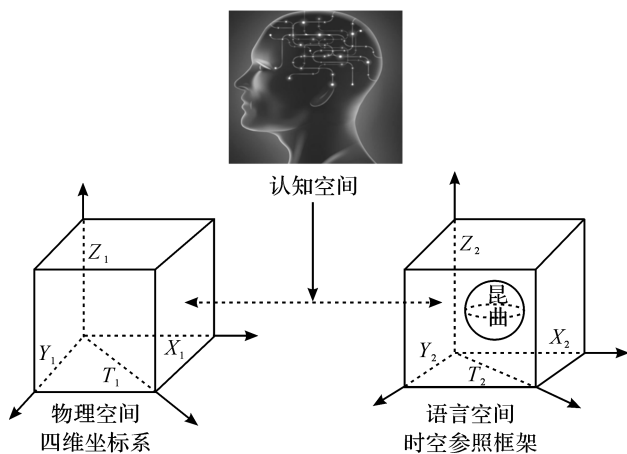 认知空间
Z1
Y1
X1
T1
物理空间
四维坐标系
Z2
昆
曲
Y2
X2
T2
语言空间
时空参照框架